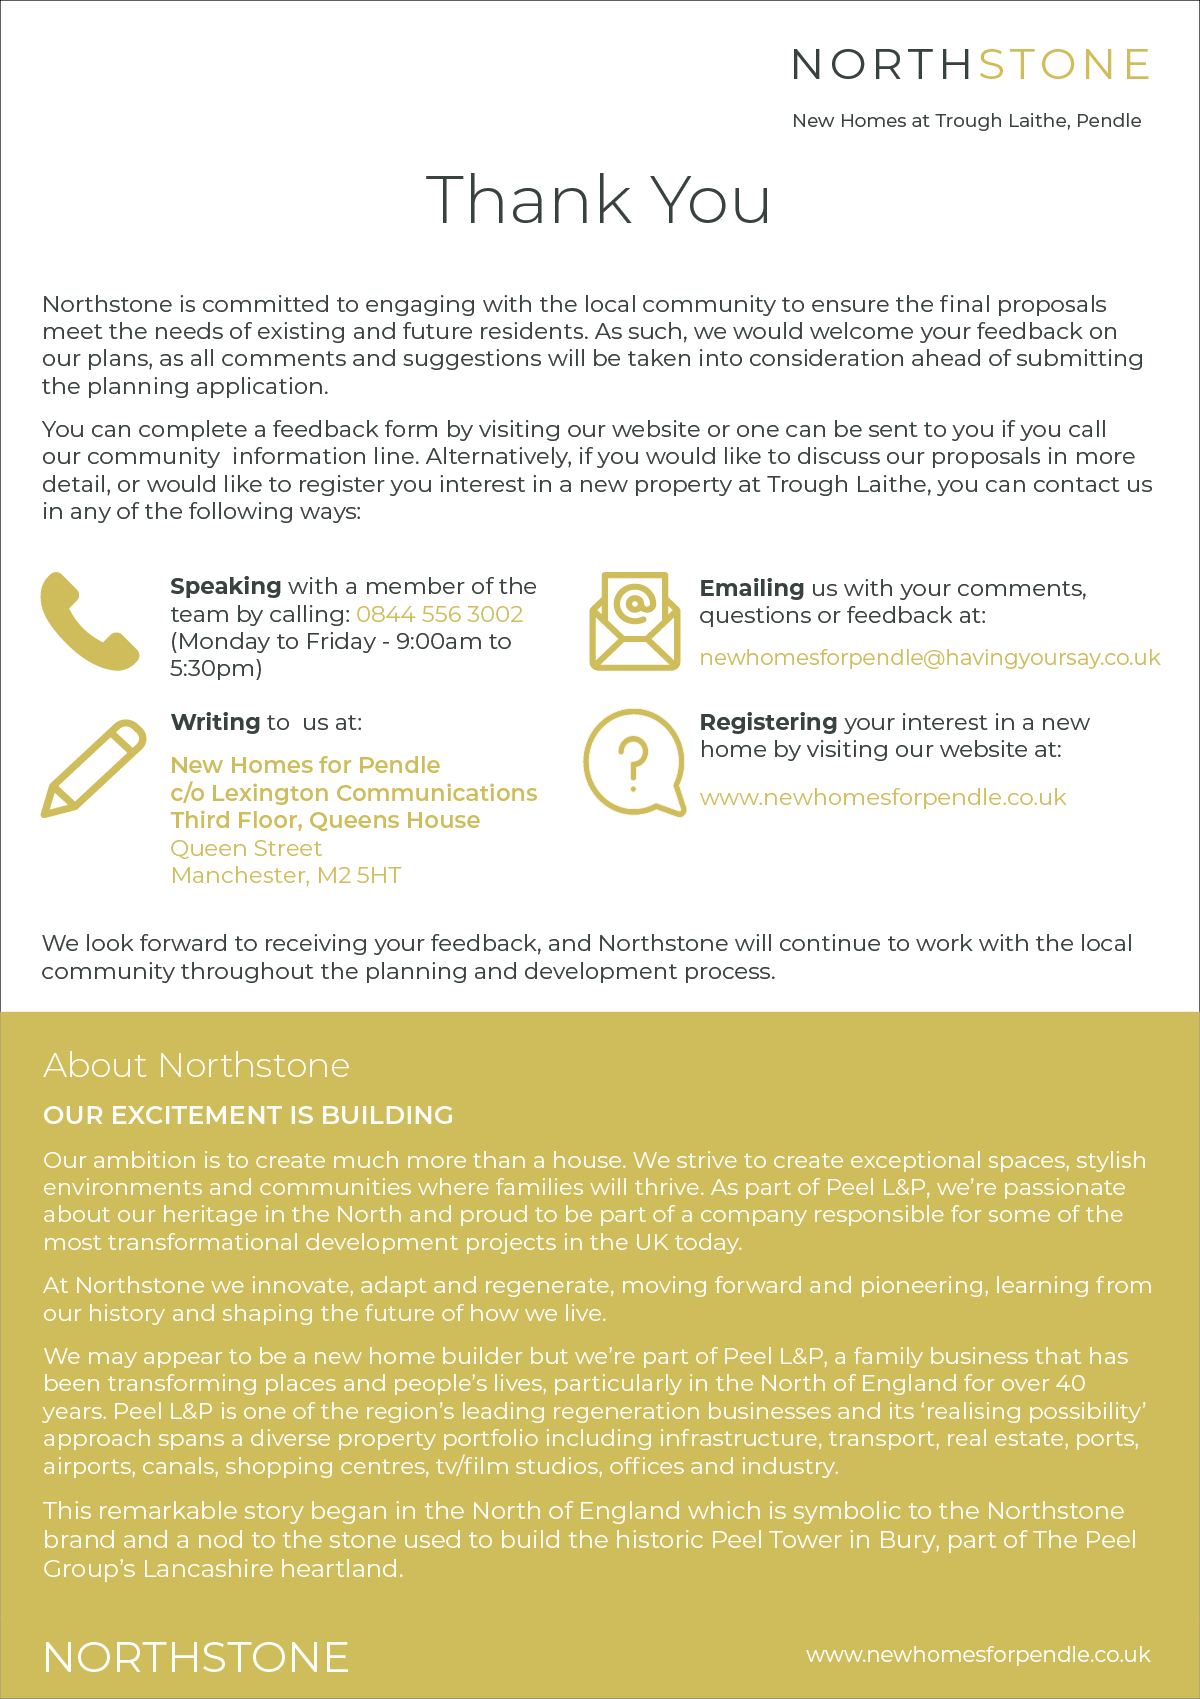 NORTHSTONE
New Homes at Trough Laithe, Pendle
Thank You
Northstone is committed to engaging with the local community to ensure the final proposals
meet the needs of existing and future residents. As such, we would welcome your feedback on
our plans, as all comments and suggestions will be taken into consideration ahead of submitting
the planning application.
You can complete a feedback form by visiting our website or one can be sent to you if you call
our community  information line. Alternatively, if you would like to discuss our proposals in more
detail, or would like to register you interest in a new property at Trough Laithe, you can contact us
in any of the following ways:
Speaking with a member of the
team by calling: 0844 556 3002
(Monday to Friday - 9:00am to
5:30pm)
Emailing us with your comments,
questions or feedback at:
newhomesforpendle@havingyoursay.co.uk
Writing to  us at:
New Homes for Pendle
c/o Lexington Communications
Third Floor, Queens House
Queen Street
Manchester, M2 5HT
Registering your interest in a new
home by visiting our website at:
www.newhomesforpendle.co.uk
We look forward to receiving your feedback, and Northstone will continue to work with the local
community throughout the planning and development process.
About Northstone
OUR EXCITEMENT IS BUILDING
Our ambition is to create much more than a house. We strive to create exceptional spaces, stylish
environments and communities where families will thrive. As part of Peel L&P, we’re passionate
about our heritage in the North and proud to be part of a company responsible for some of the
most transformational development projects in the UK today.
At Northstone we innovate, adapt and regenerate, moving forward and pioneering, learning from
our history and shaping the future of how we live.
We may appear to be a new home builder but we’re part of Peel L&P, a family business that has
been transforming places and people’s lives, particularly in the North of England for over 40
years. Peel L&P is one of the region’s leading regeneration businesses and its ‘realising possibility’
approach spans a diverse property portfolio including infrastructure, transport, real estate, ports,
airports, canals, shopping centres, tv/film studios, offices and industry.
This remarkable story began in the North of England which is symbolic to the Northstone
brand and a nod to the stone used to build the historic Peel Tower in Bury, part of The Peel
Group’s Lancashire heartland.
NORTHSTONE
www.newhomesforpendle.co.uk